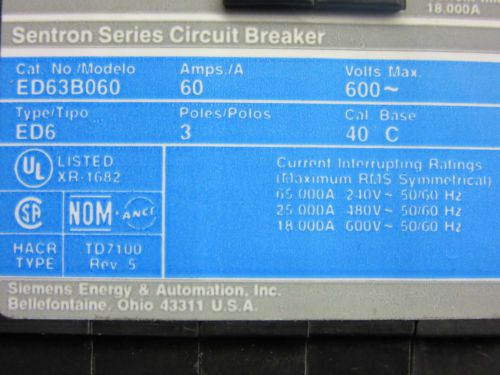 18,000A
Sentron Series Circuit Breaker
Cat. No./Modelo Amps./A Volts Max.
ED63B060 60 600~
Type/Tipo Poles/Polos Cal. Base
ED6 3 40 C
UL LISTED
XR-1682
SA NOM-ANCE
HACR TYPE
TD7100
Rev. 5
Current Interrupting Ratings
(Maximum RMS Symmetrical)
65,000A 240V~ 50/60 Hz
25,000A 480V~ 50/60 Hz
18,000A 600V~ 50/60 Hz
Siemens Energy & Automation, Inc.
Bellefontaine, Ohio 43311 U.S.A.